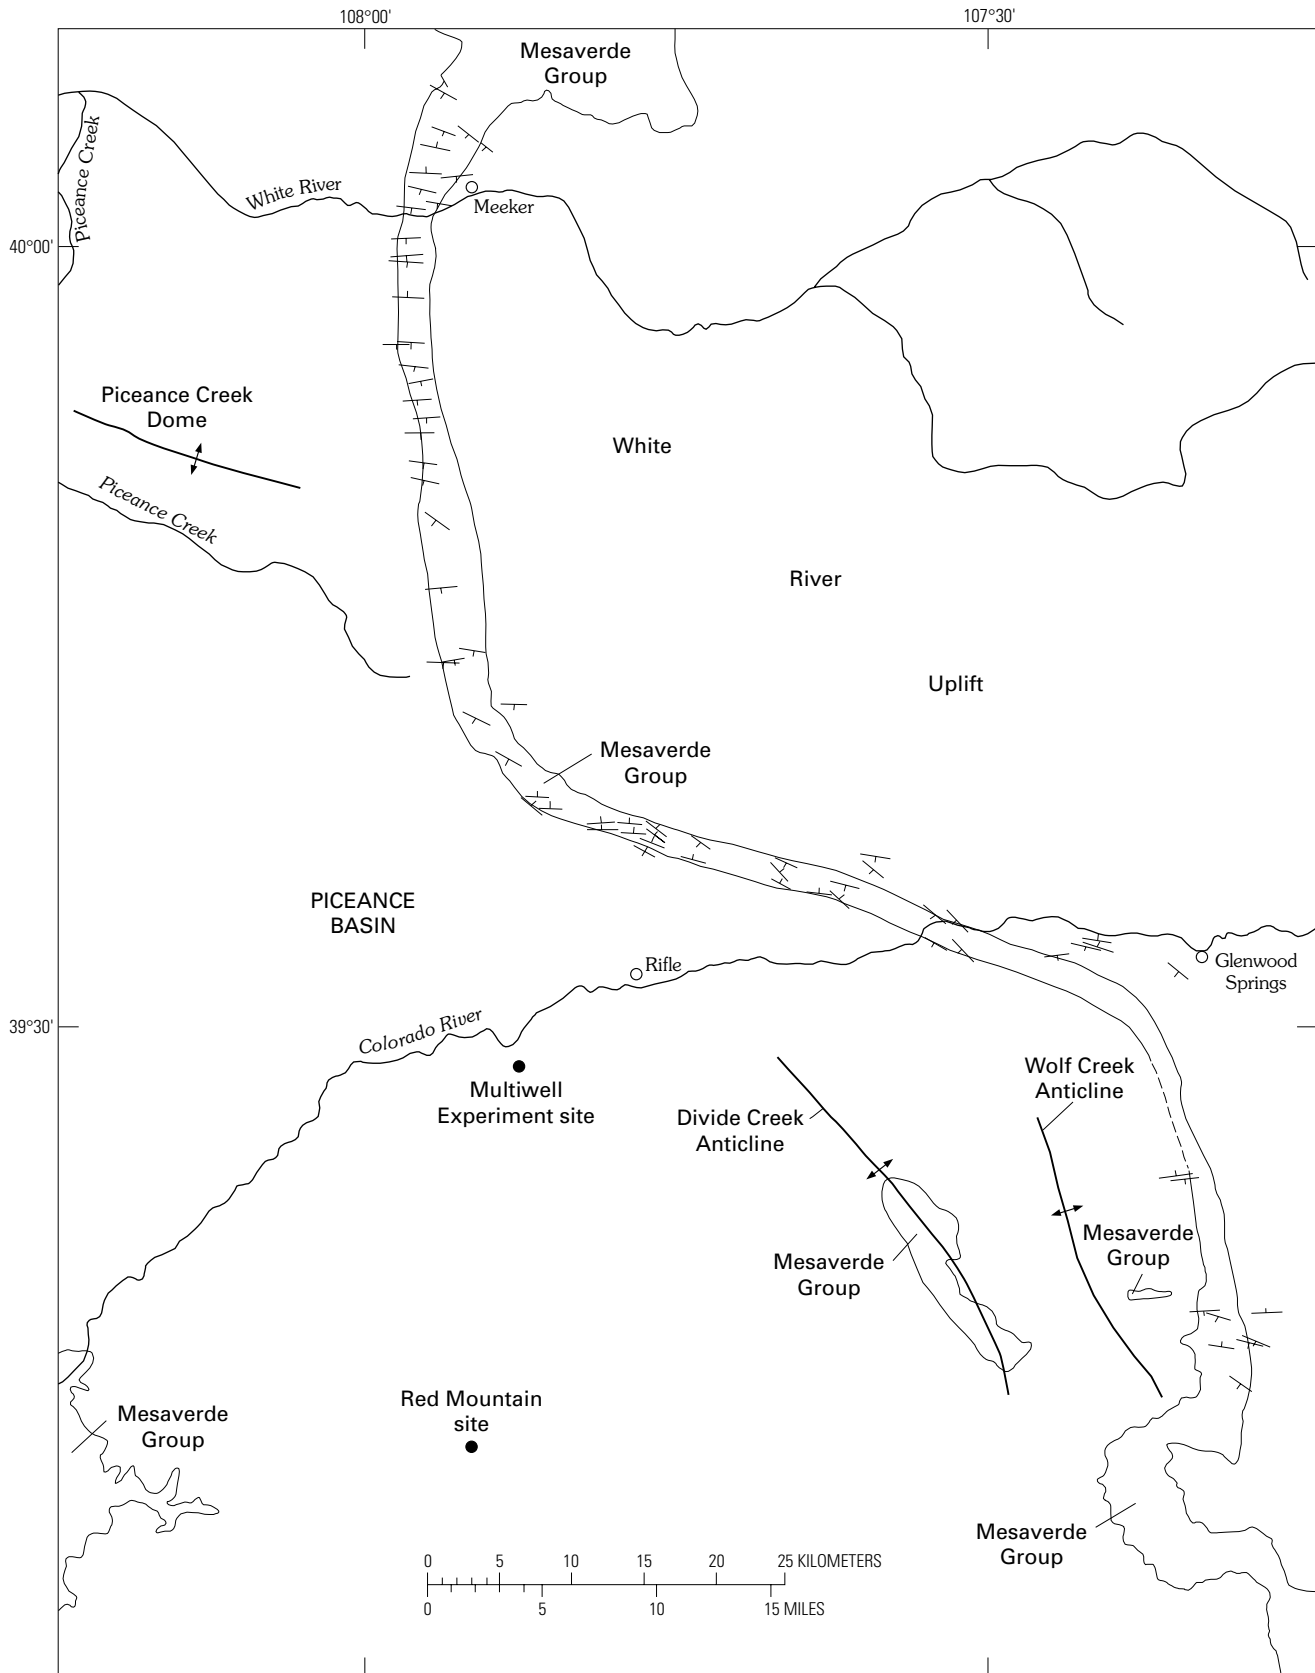 108°00'
107°30'
Mesaverde
Group
Piceance Creek
White River
Meeker
40°00'
Piceance Creek
Dome
White
Piceance Creek
River
Uplift
Mesaverde
Group
PICEANCE
BASIN
Rifle
Glenwood
Springs
Colorado River
39°30'
Multiwell
Experiment site
Wolf Creek
Anticline
Divide Creek
Anticline
Mesaverde
Group
Mesaverde
Group
Red Mountain
site
Mesaverde
Group
Mesaverde
Group
0 5 10 15 20 25 KILOMETERS
0 5 10 15 MILES